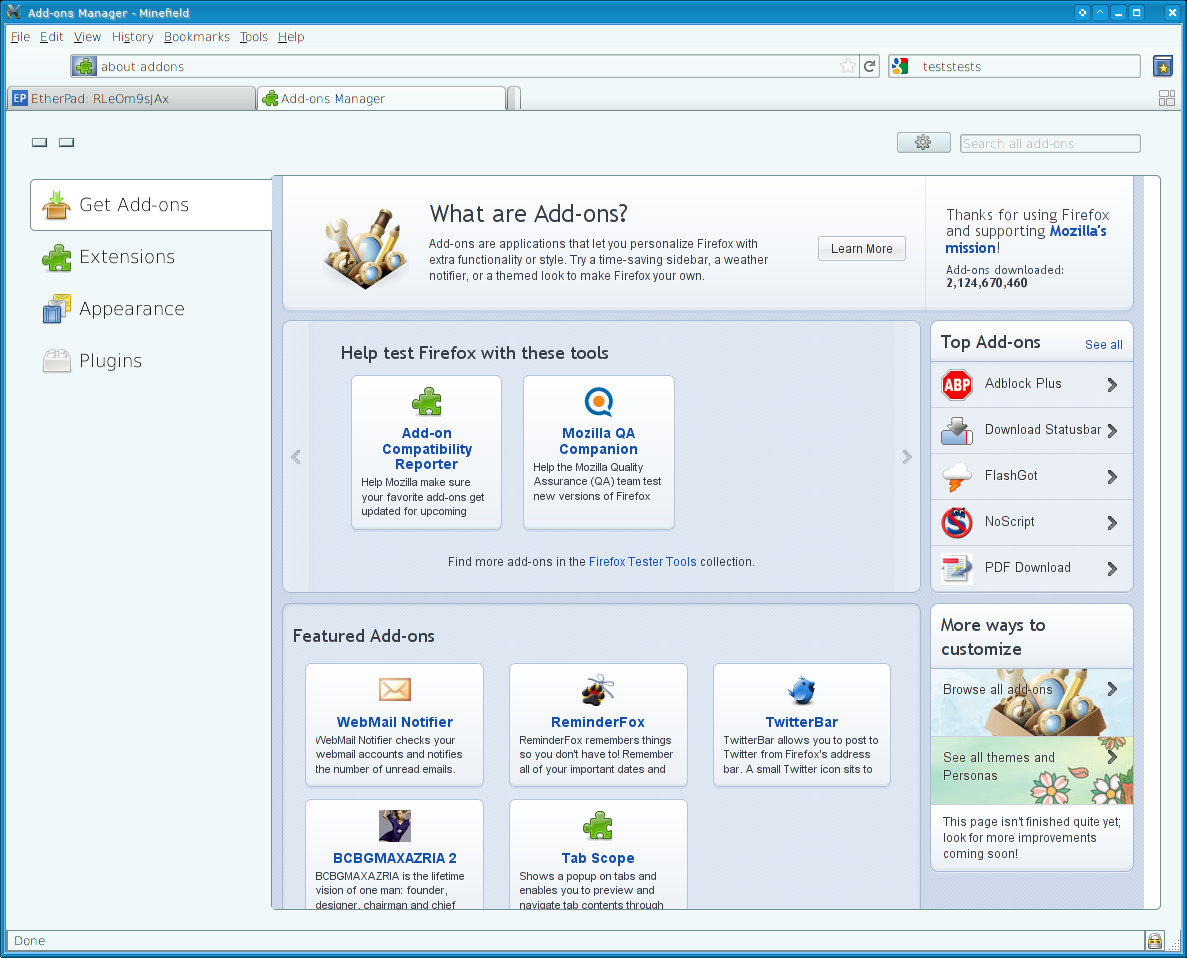 Add-ons Manager - Minefield
File Edit View History Bookmarks Tools Help
about:addons
teststests
EP EtherPad: RLeOm9sJAx
Add-ons Manager
Search all add-ons
Get Add-ons
Extensions
Appearance
Plugins
What are Add-ons?
Add-ons are applications that let you personalize Firefox with
extra functionality or style. Try a time-saving sidebar, a weather
notifier, or a themed look to make Firefox your own.
Learn More
Thanks for using Firefox
and supporting Mozilla's
mission!
Add-ons downloaded:
2,124,670,460
Help test Firefox with these tools
Add-on
Compatibility
Reporter
Help Mozilla make sure
your favorite add-ons get
updated for upcoming
Mozilla QA
Companion
Help the Mozilla Quality
Assurance (QA) team test
new versions of Firefox
Find more add-ons in the Firefox Tester Tools collection.
Top Add-ons
See all
ABP
Adblock Plus
Download Statusbar
FlashGot
NoScript
PDF Download
Featured Add-ons
WebMail Notifier
WebMail Notifier checks your
webmail accounts and notifies
the number of unread emails.
ReminderFox
ReminderFox remembers things
so you don't have to! Remember
all of your important dates and
TwitterBar
TwitterBar allows you to post to
Twitter from Firefox's address
bar. A small Twitter icon sits to
BCBGMAXAZRIA 2
BCBGMAXAZRIA is the lifetime
vision of one man: founder,
designer, chairman and chief
Tab Scope
Shows a popup on tabs and
enables you to preview and
navigate tab contents through
More ways to
customize
Browse all add-ons
See all themes and
Personas
This page isn't finished quite yet;
look for more improvements
coming soon!
Done